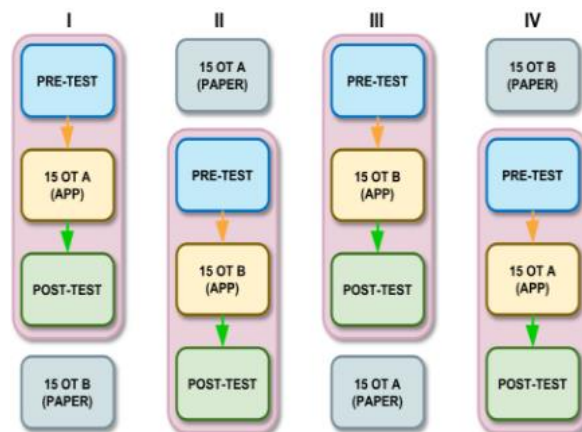 I
PRE-TEST
15 OT A
(APP)
POST-TEST
15 OT B
(PAPER)
II
15 OT A
(PAPER)
PRE-TEST
15 OT B
(APP)
POST-TEST
III
PRE-TEST
15 OT B
(APP)
POST-TEST
15 OT A
(PAPER)
IV
15 OT B
(PAPER)
PRE-TEST
15 OT A
(APP)
POST-TEST